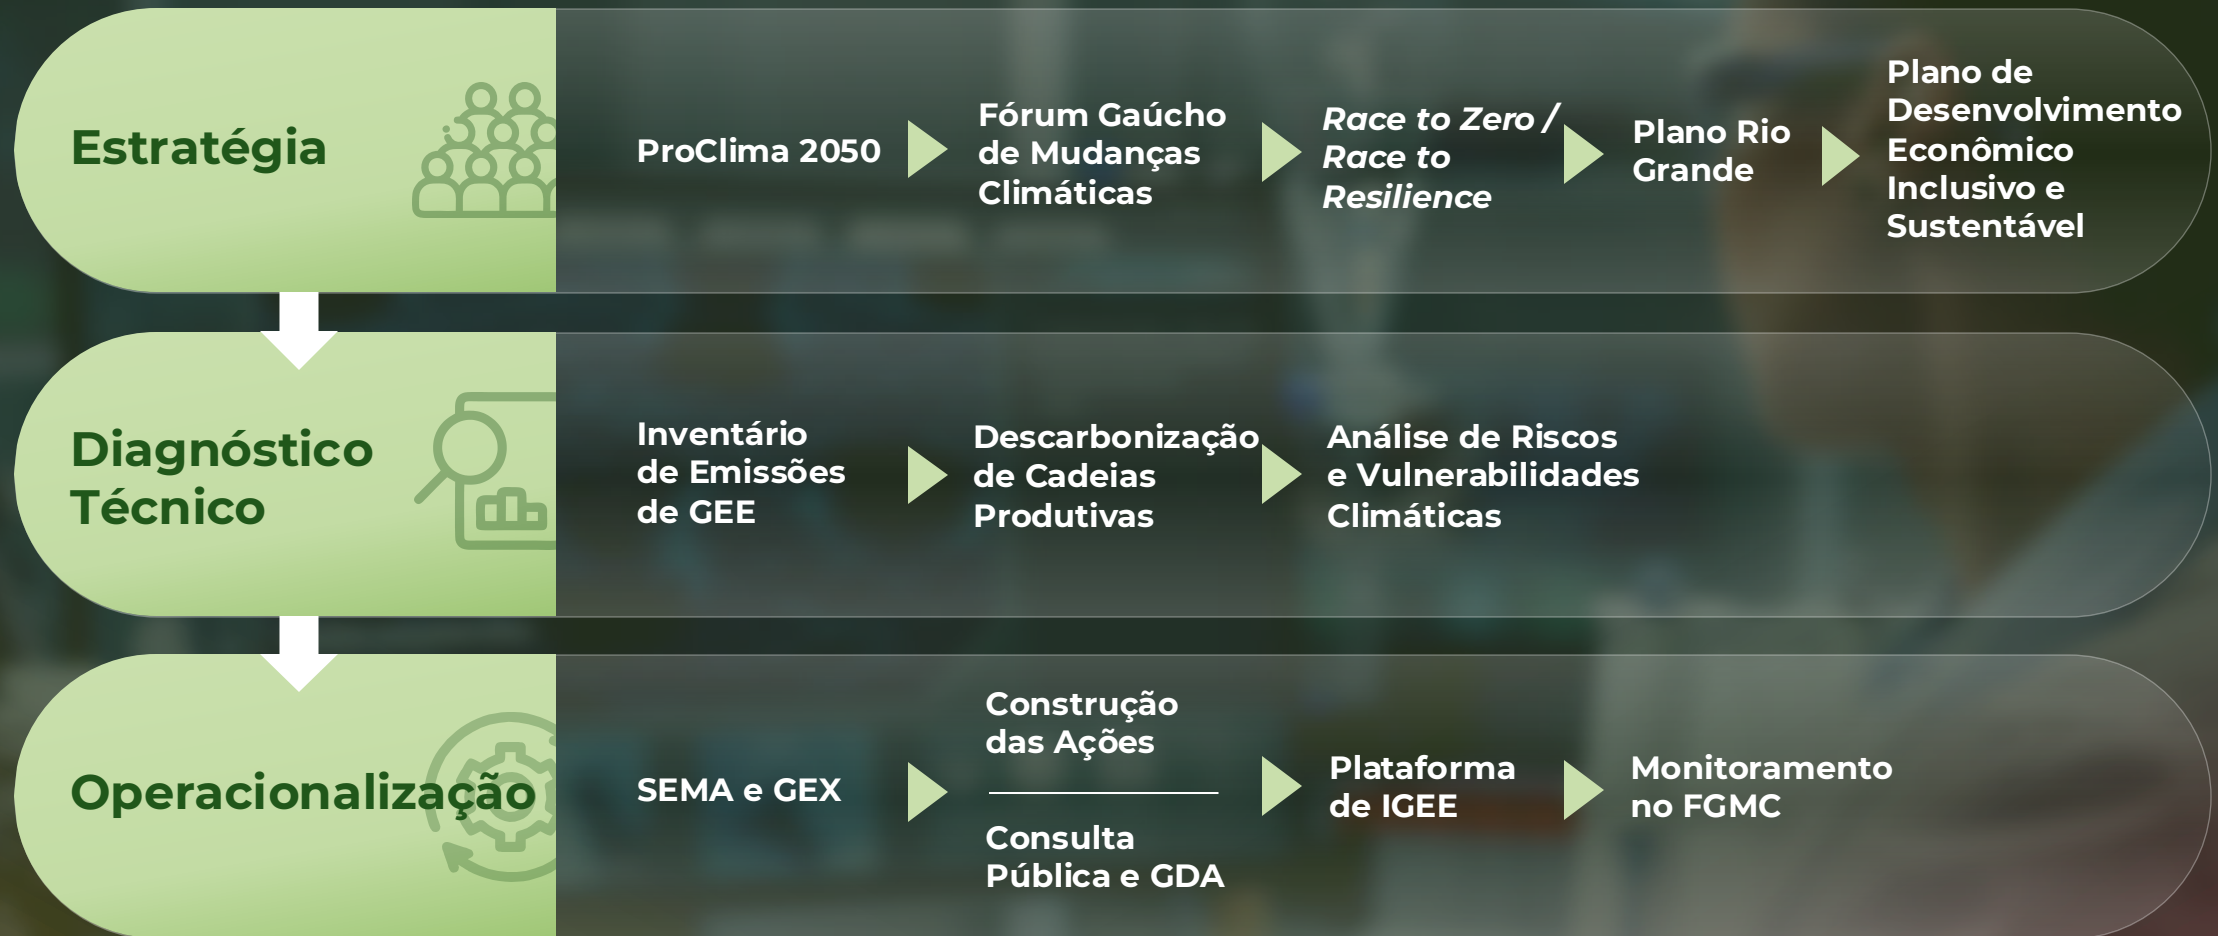 Estratégia
ProClima 2050
Fórum Gaúcho
de Mudanças
Climáticas
Race to Zero /
Race to
Resilience
Plano Rio
Grande
Plano de
Desenvolvimento
Econômico
Inclusivo e
Sustentável
Diagnóstico
Técnico
Inventário
de Emissões
de GEE
Descarbonização
de Cadeias
Produtivas
Análise de Riscos
e Vulnerabilidades
Climáticas
Operacionalização
SEMA e GEX
Construção
das Ações
Consulta
Pública e GDA
Plataforma
de IGEE
Monitoramento
no FGMC